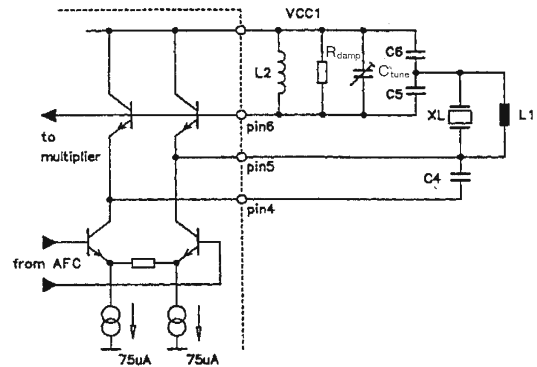 VCC1
Rdamp
C6
L2
Ctune
C5
XL
L1
to
multiplier
pin6
pin5
C4
pin4
from AFC
75uA
75uA